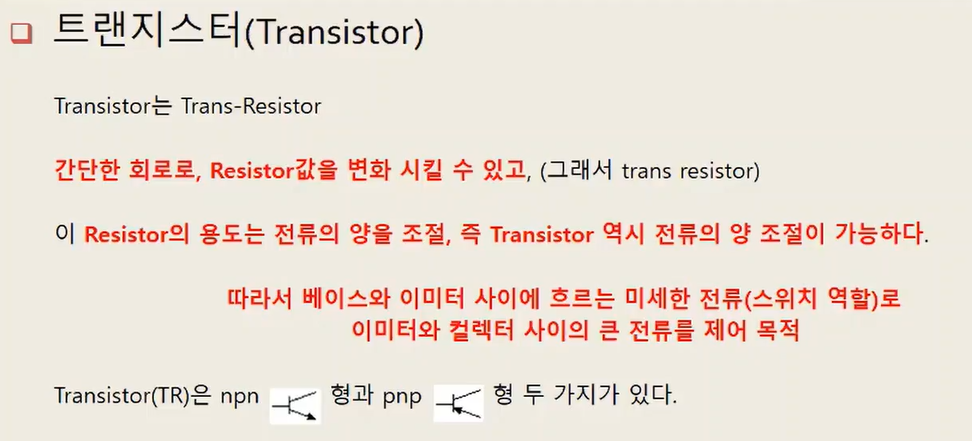 트랜지스터(Transistor)
Transistor는 Trans-Resistor
간단한 회로로, Resistor값을 변화 시킬 수 있고, (그래서 trans resistor)
이 Resistor의 용도는 전류의 양을 조절, 즉 Transistor 역시 전류의 양 조절이 가능하다.
따라서 베이스와 이미터 사이에 흐르는 미세한 전류(스위치 역할)로
이미터와 컬렉터 사이의 큰 전류를 제어 목적
Transistor(TR)은 npn 형과 pnp 형 두 가지가 있다.